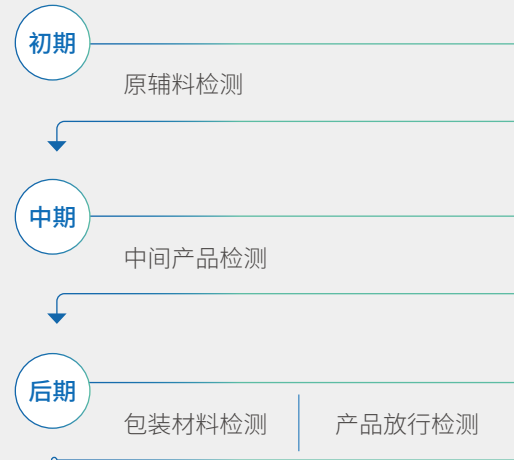 初期
原辅料检测
中期
中间产品检测
后期
包装材料检测 产品放行检测